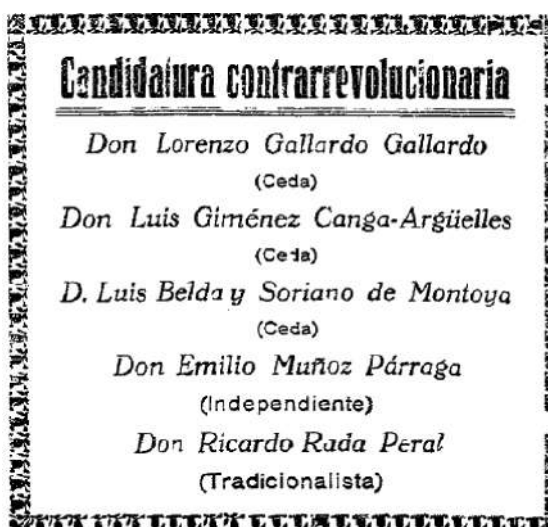 Candidatura contrarrevolucionaria
Don Lorenzo Gallardo Gallardo
(Ceda)
Don Luis Giménez Canga-Argüelles
(Ceda)
D. Luis Belda y Soriano de Montoya
(Ceda)
Don Emilio Muñoz Párraga
(Independiente)
Don Ricardo Rada Peral
(Tradicionalista)